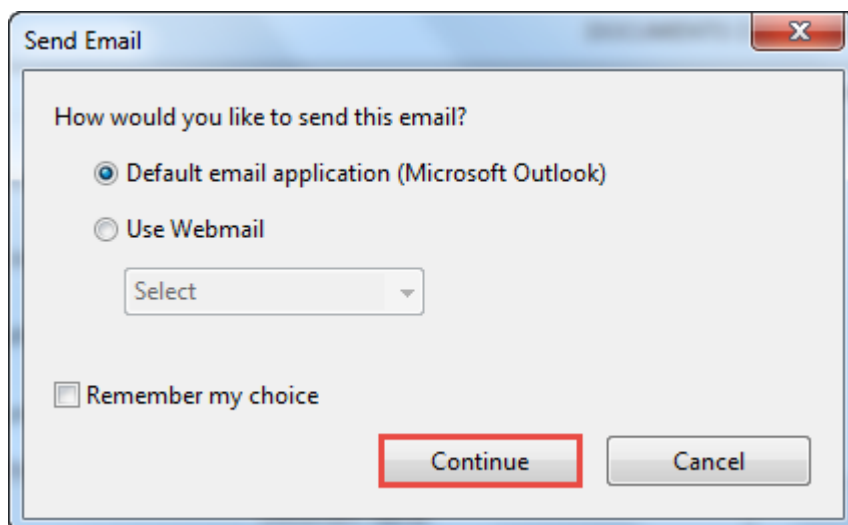 Send Email
How would you like to send this email?
Default email application (Microsoft Outlook)
Use Webmail
Select
Remember my choice
Continue
Cancel